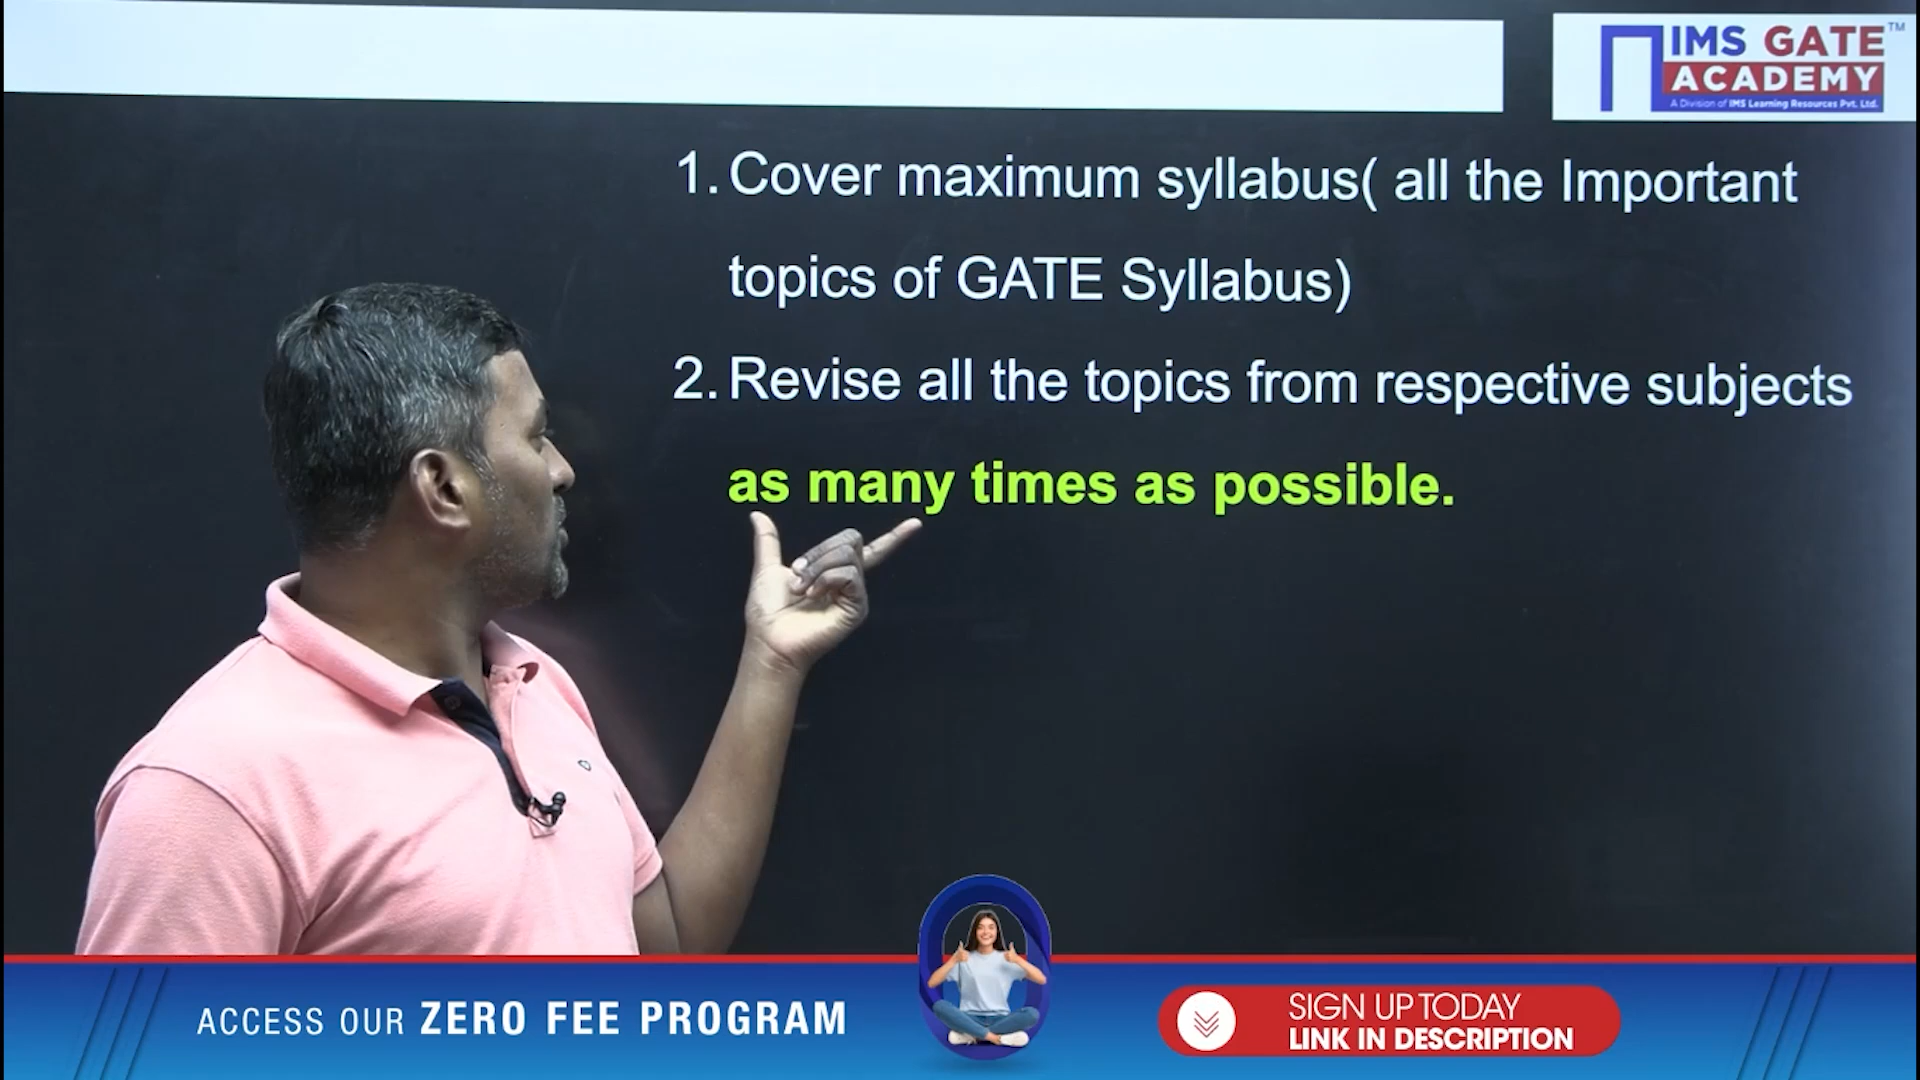 IMS GATE™
ACADEMY
A Division of IMS Learning Resources Pvt. Ltd.
1. Cover maximum syllabus( all the Important
topics of GATE Syllabus)
2. Revise all the topics from respective subjects
as many times as possible.
ACCESS OUR ZERO FEE PROGRAM
SIGN UP TODAY
LINK IN DESCRIPTION